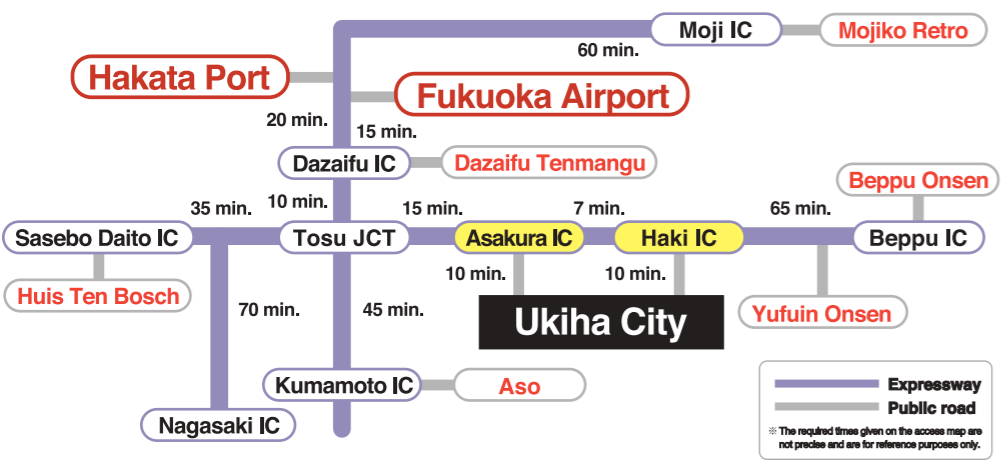 Moji IC
Mojiko Retro
60 min.
Hakata Port
Fukuoka Airport
20 min.
15 min.
Dazaifu IC
Dazaifu Tenmangu
Beppu Onsen
35 min.
10 min.
15 min.
7 min.
65 min.
Sasebo Daito IC
Tosu JCT
Asakura IC
Haki IC
Beppu IC
10 min.
10 min.
Huis Ten Bosch
70 min.
45 min.
Ukiha City
Yufuin Onsen
Kumamoto IC
Aso
Nagasaki IC
Expressway
Public road
※ The required times given on the access map are
not precise and are for reference purposes only.